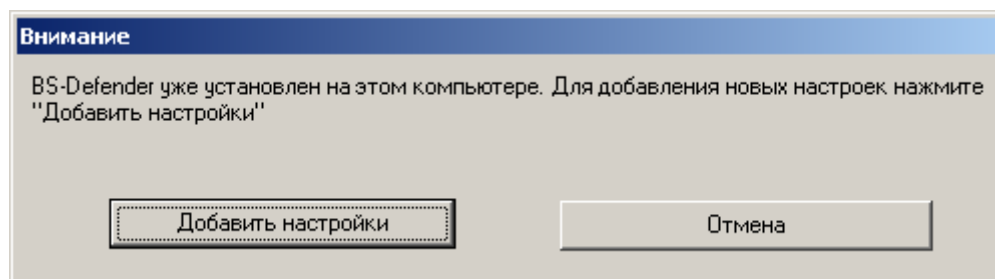 Внимание
BS-Defender уже установлен на этом компьютере. Для добавления новых настроек нажмите
"Добавить настройки"
Добавить настройки
Отмена